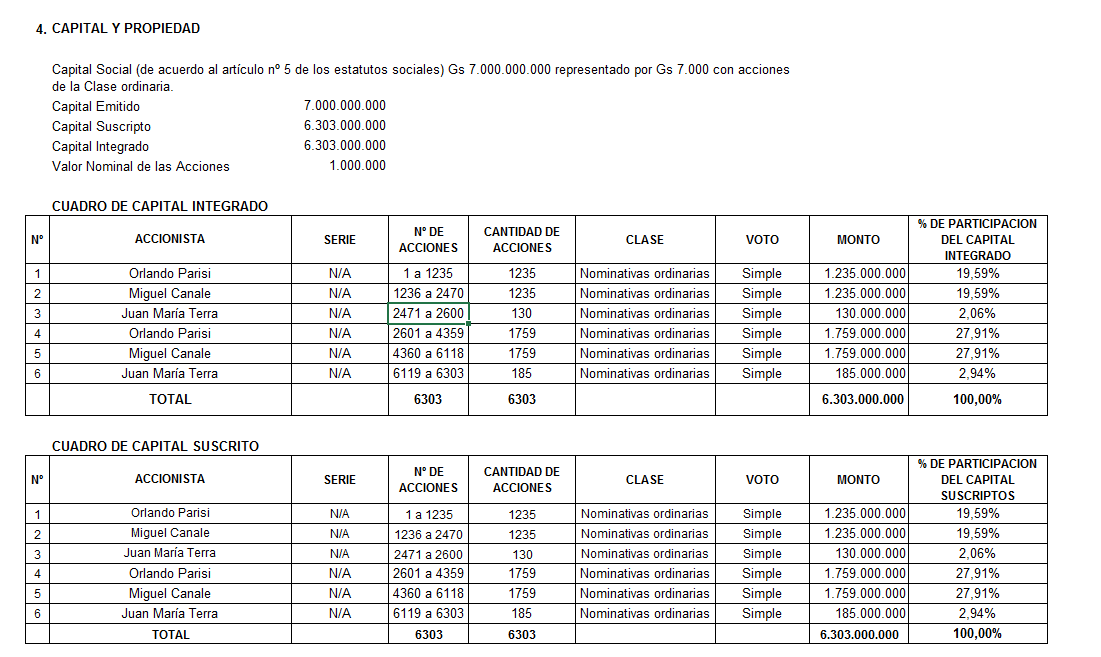 4. CAPITAL Y PROPIEDAD
Capital Social (de acuerdo al artículo nº 5 de los estatutos sociales) Gs 7.000.000.000 representado por Gs 7.000 con acciones
de la Clase ordinaria.
Capital Emitido 7.000.000.000
Capital Suscripto 6.303.000.000
Capital Integrado 6.303.000.000
Valor Nominal de las Acciones 1.000.000
CUADRO DE CAPITAL INTEGRADO
Nº ACCIONISTA SERIE Nº DE ACCIONES CANTIDAD DE ACCIONES CLASE VOTO MONTO % DE PARTICIPACION DEL CAPITAL INTEGRADO
1 Orlando Parisi N/A 1 a 1235 1235 Nominativas ordinarias Simple 1.235.000.000 19,59%
2 Miguel Canale N/A 1236 a 2470 1235 Nominativas ordinarias Simple 1.235.000.000 19,59%
3 Juan María Terra N/A 2471 a 2600 130 Nominativas ordinarias Simple 130.000.000 2,06%
4 Orlando Parisi N/A 2601 a 4359 1759 Nominativas ordinarias Simple 1.759.000.000 27,91%
5 Miguel Canale N/A 4360 a 6118 1759 Nominativas ordinarias Simple 1.759.000.000 27,91%
6 Juan María Terra N/A 6119 a 6303 185 Nominativas ordinarias Simple 185.000.000 2,94%
TOTAL 6303 6303 6.303.000.000 100,00%
CUADRO DE CAPITAL SUSCRITO
Nº ACCIONISTA SERIE Nº DE ACCIONES CANTIDAD DE ACCIONES CLASE VOTO MONTO % DE PARTICIPACION DEL CAPITAL SUSCRIPTOS
1 Orlando Parisi N/A 1 a 1235 1235 Nominativas ordinarias Simple 1.235.000.000 19,59%
2 Miguel Canale N/A 1236 a 2470 1235 Nominativas ordinarias Simple 1.235.000.000 19,59%
3 Juan María Terra N/A 2471 a 2600 130 Nominativas ordinarias Simple 130.000.000 2,06%
4 Orlando Parisi N/A 2601 a 4359 1759 Nominativas ordinarias Simple 1.759.000.000 27,91%
5 Miguel Canale N/A 4360 a 6118 1759 Nominativas ordinarias Simple 1.759.000.000 27,91%
6 Juan María Terra N/A 6119 a 6303 185 Nominativas ordinarias Simple 185.000.000 2,94%
TOTAL 6303 6303 6.303.000.000 100,00%